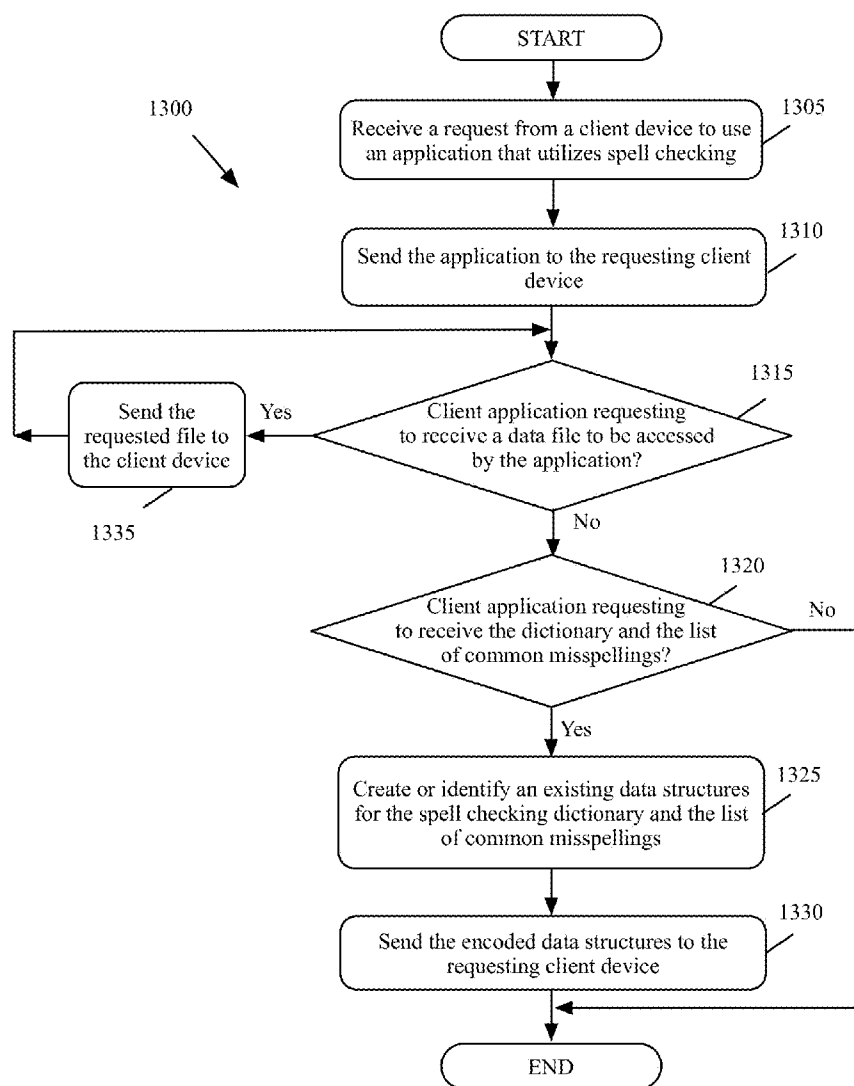 START
1300
1305
Receive a request from a client device to use
an application that utilizes spell checking
1310
Send the application to the requesting client
device
1315
Client application requesting
to receive a data file to be accessed
by the application?
Yes
Send the
requested file to
the client device
1335
No
1320
Client application requesting
to receive the dictionary and the list
of common misspellings?
No
Yes
1325
Create or identify an existing data structures
for the spell checking dictionary and the list
of common misspellings
1330
Send the encoded data structures to the
requesting client device
END